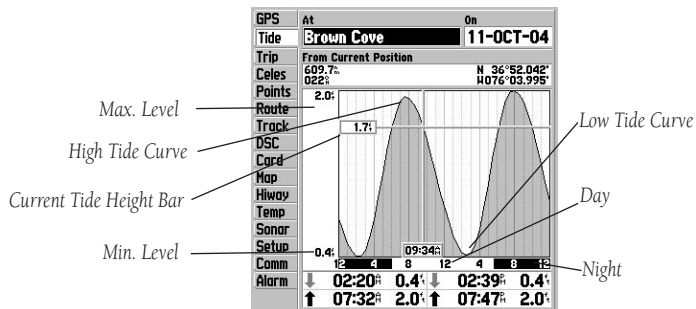 GPS
At
On
Tide
Brown Cove
11-OCT-04
Trip
From Current Position
Celes
609.7
022
N 36°52.042'
W076°03.995'
Points
Route
Track
DSC
Card
Map
Hiway
Temp
Sonar
Setup
Comm
Alarm
2.0
1.7
0.4
09:34
12 4 8 12 4 8 12
02:20 0.4 02:39 0.4
07:32 2.0 07:47 2.0
Max. Level
High Tide Curve
Current Tide Height Bar
Min. Level
Low Tide Curve
Day
Night